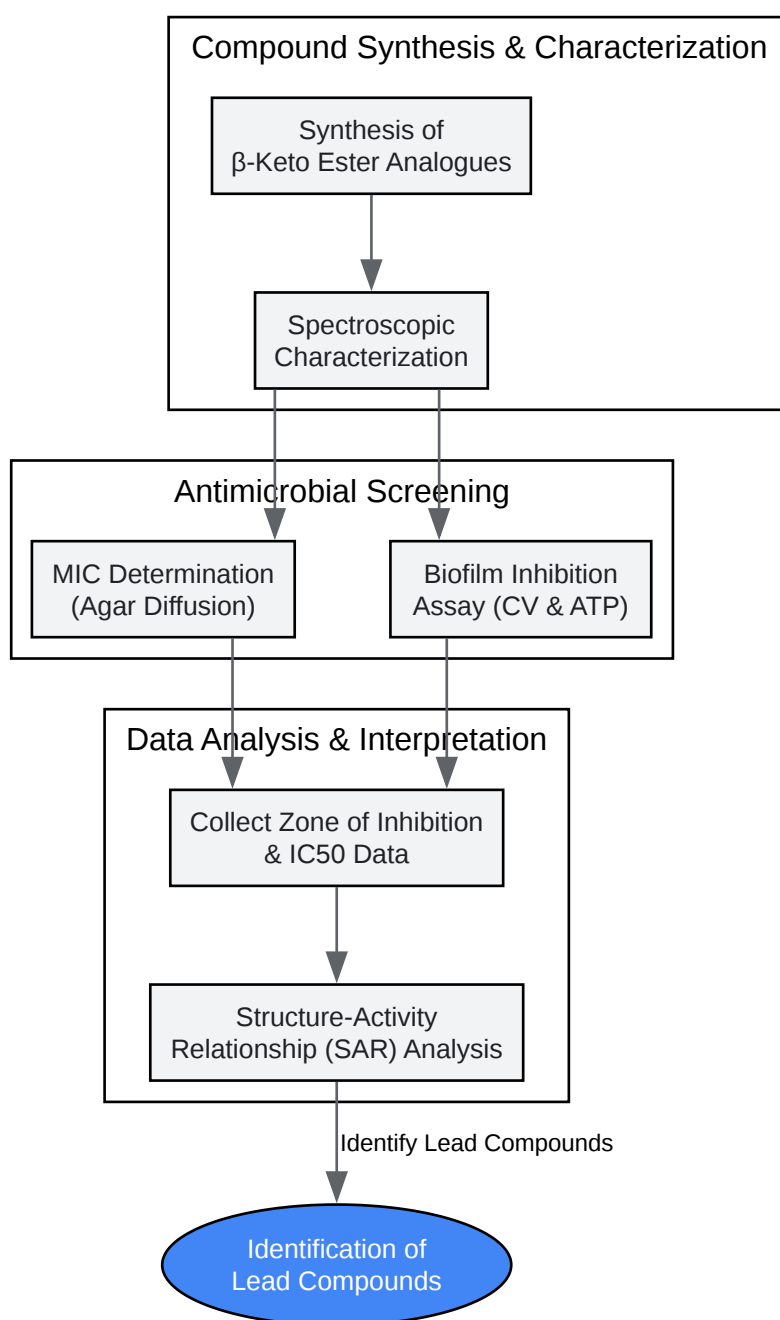 Compound Synthesis & Characterization
Synthesis of
β-Keto Ester Analogues
Spectroscopic
Characterization
Antimicrobial Screening
MIC Determination
(Agar Diffusion)
Biofilm Inhibition
Assay (CV & ATP)
Data Analysis & Interpretation
Collect Zone of Inhibition
& IC50 Data
Structure-Activity
Relationship (SAR) Analysis
Identify Lead Compounds
Identification of
Lead Compounds